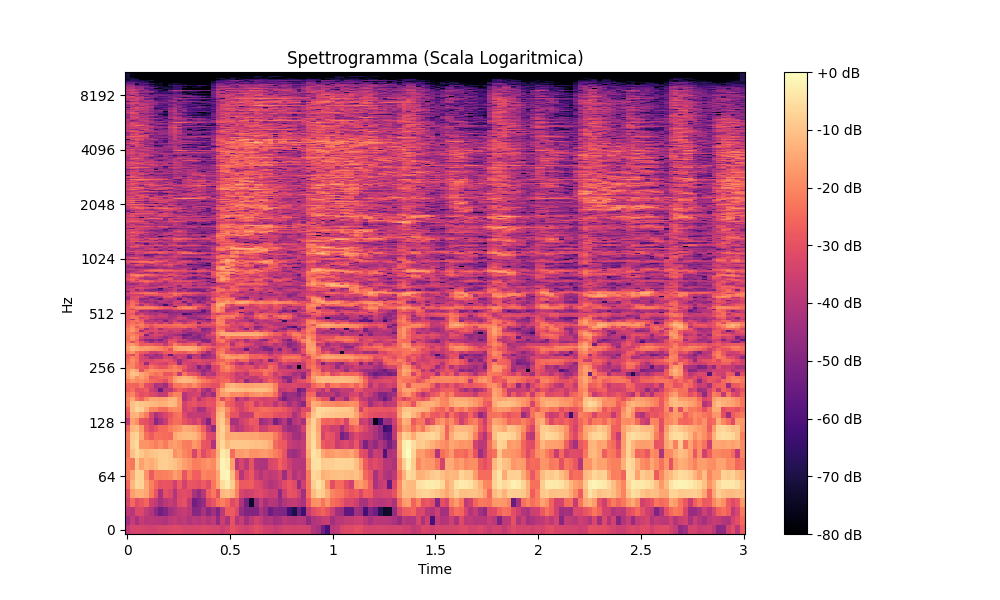 Spettrogramma (Scala Logaritmica)
Hz
8192
4096
2048
1024
512
256
128
64
0
0 0.5 1 1.5 2 2.5 3
Time
+0 dB
-10 dB
-20 dB
-30 dB
-40 dB
-50 dB
-60 dB
-70 dB
-80 dB